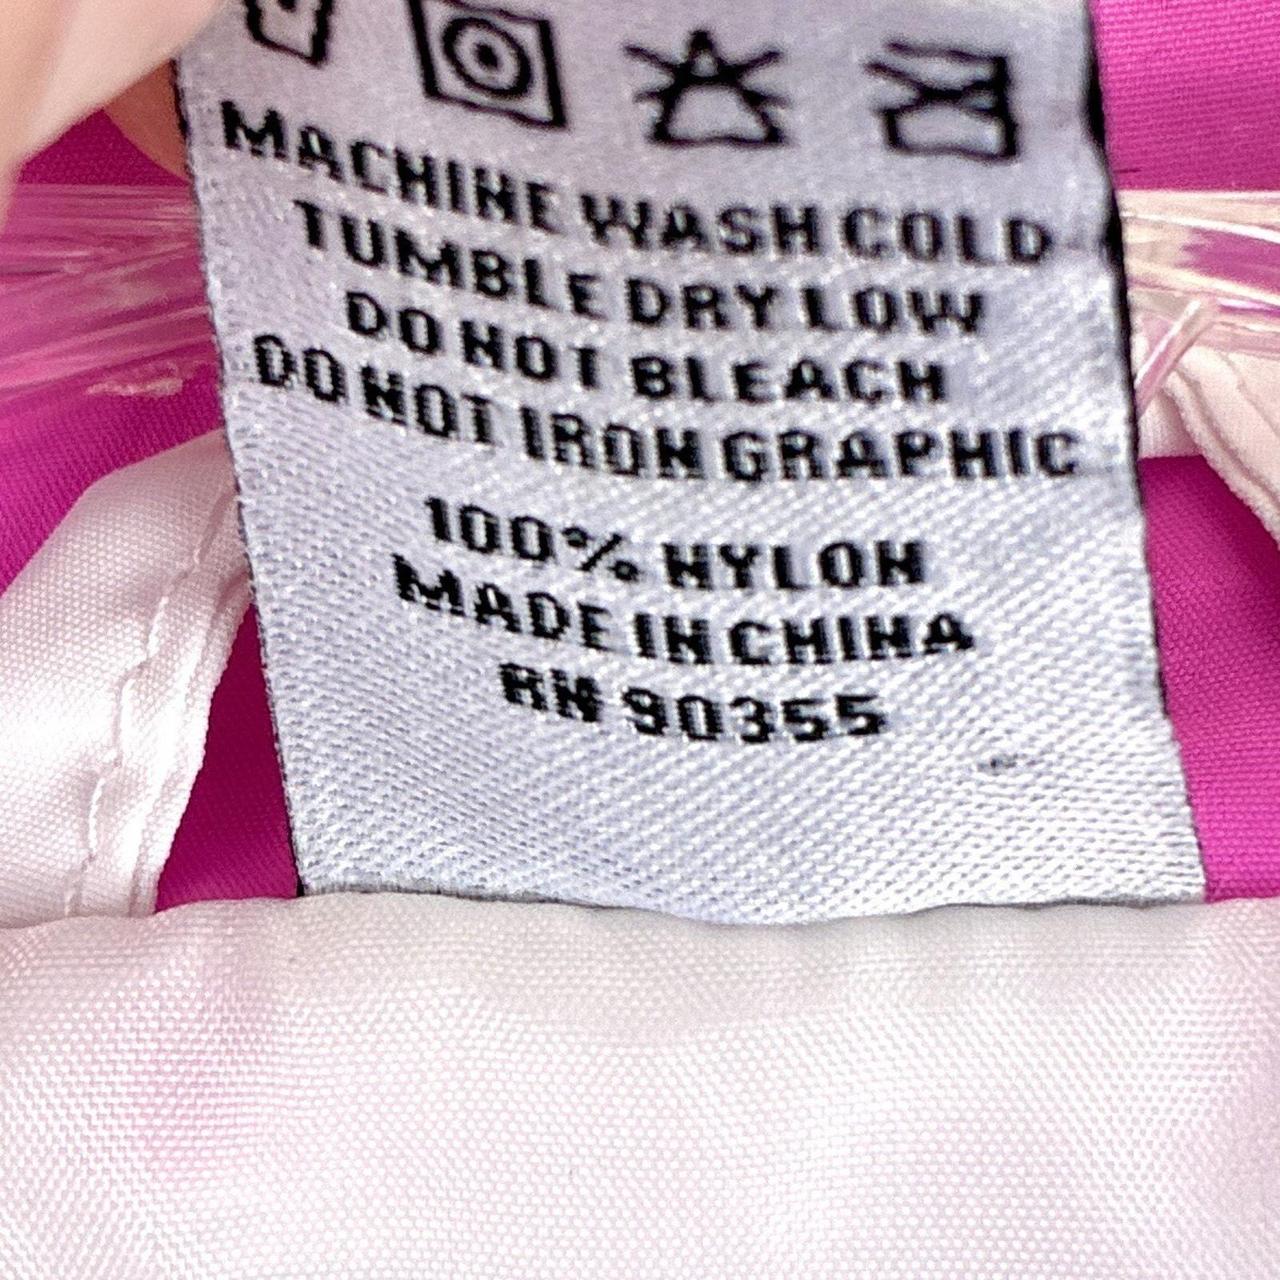 MACHINE WASH COLD
TUMBLE DRY LOW
DO NOT BLEACH
DO NOT IRON GRAPHIC
100% NYLON
MADE IN CHINA
RN 90355